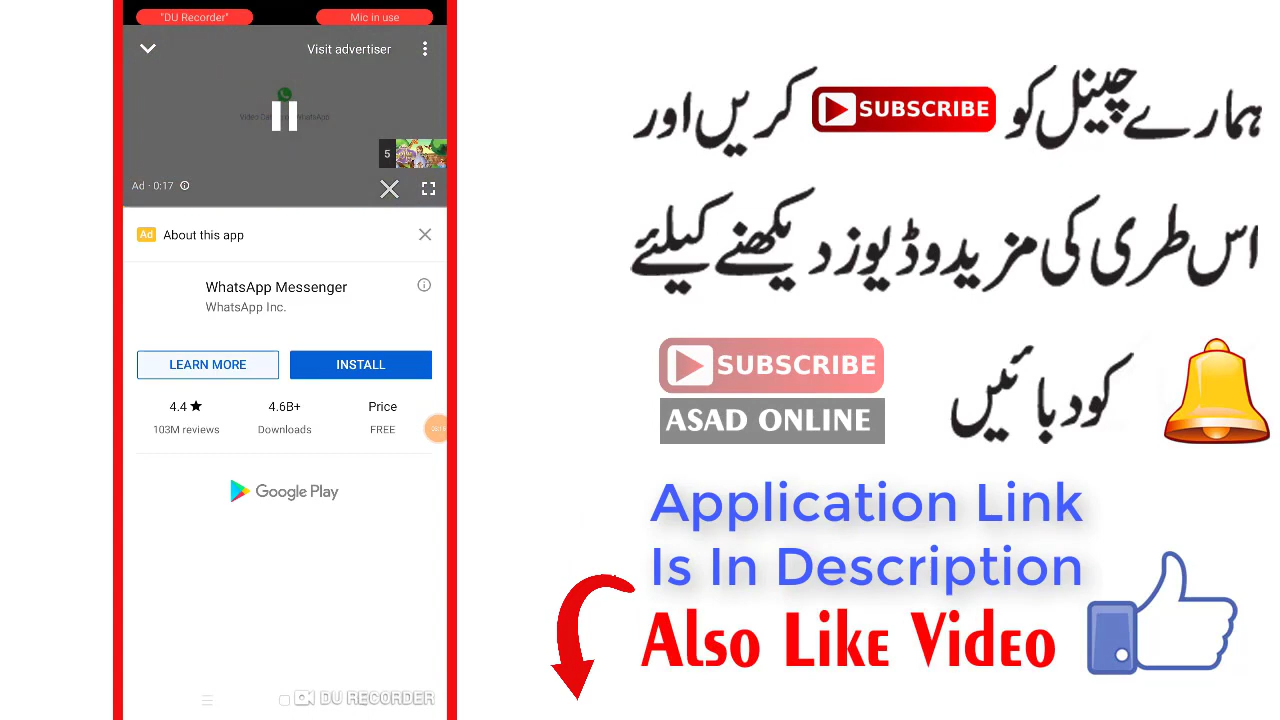 "DU Recorder"
Mic in use
Visit advertiser
5
Ad - 0:17
Ad About this app
WhatsApp Messenger
WhatsApp Inc.
LEARN MORE
INSTALL
4.4★ 4.6B+ Price
103M reviews Downloads FREE
Google Play
DU RECORDER
ہمارے چینل کو SUBSCRIBE کریں اور
اس طری کی مزید وڈیوز دیکھنے کیلئے
کو دبائیں
SUBSCRIBE
ASAD ONLINE
Application Link
Is In Description
Also Like Video